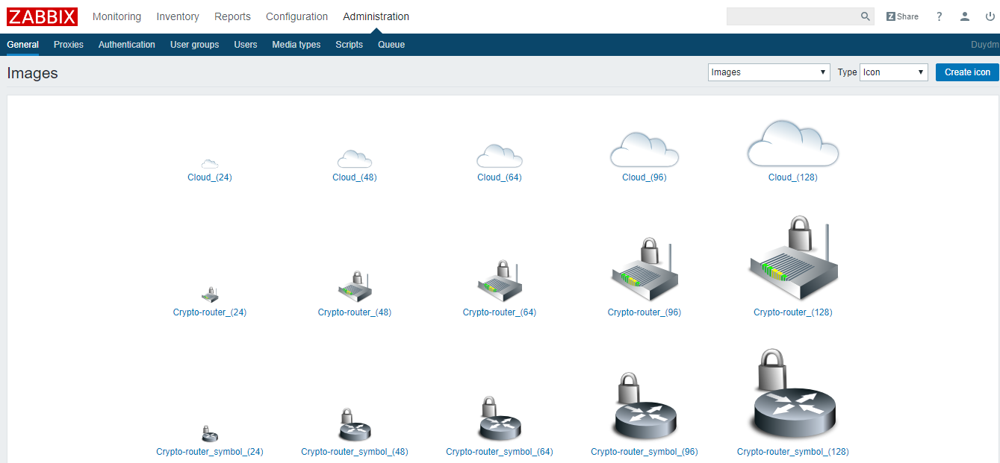 ZABBIX Monitoring Inventory Reports Configuration Administration Z Share ?
General Proxies Authentication User groups Users Media types Scripts Queue Duydm
Images Images Type Icon Create icon
Cloud_(24) Cloud_(48) Cloud_(64) Cloud_(96) Cloud_(128)
Crypto-router_(24) Crypto-router_(48) Crypto-router_(64) Crypto-router_(96) Crypto-router_(128)
Crypto-router_symbol_(24) Crypto-router_symbol_(48) Crypto-router_symbol_(64) Crypto-router_symbol_(96) Crypto-router_symbol_(128)